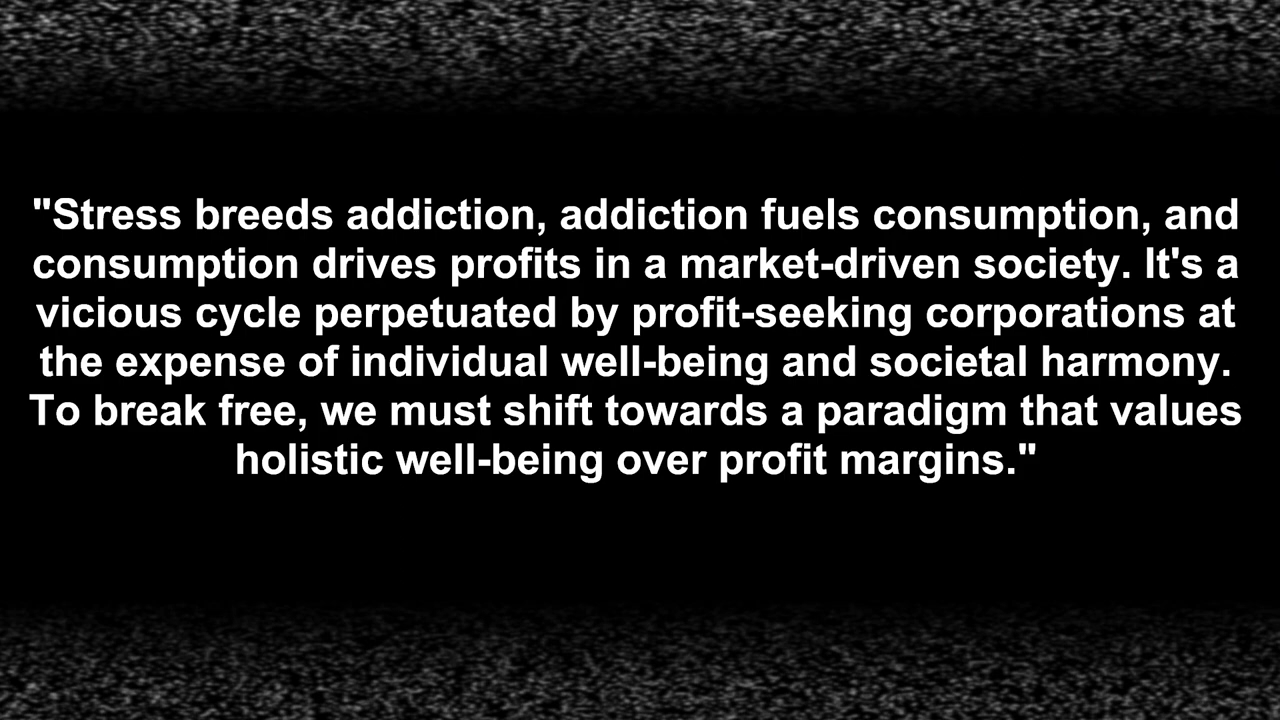 "Stress breeds addiction, addiction fuels consumption, and
consumption drives profits in a market-driven society. It's a
vicious cycle perpetuated by profit-seeking corporations at
the expense of individual well-being and societal harmony.
To break free, we must shift towards a paradigm that values
holistic well-being over profit margins."